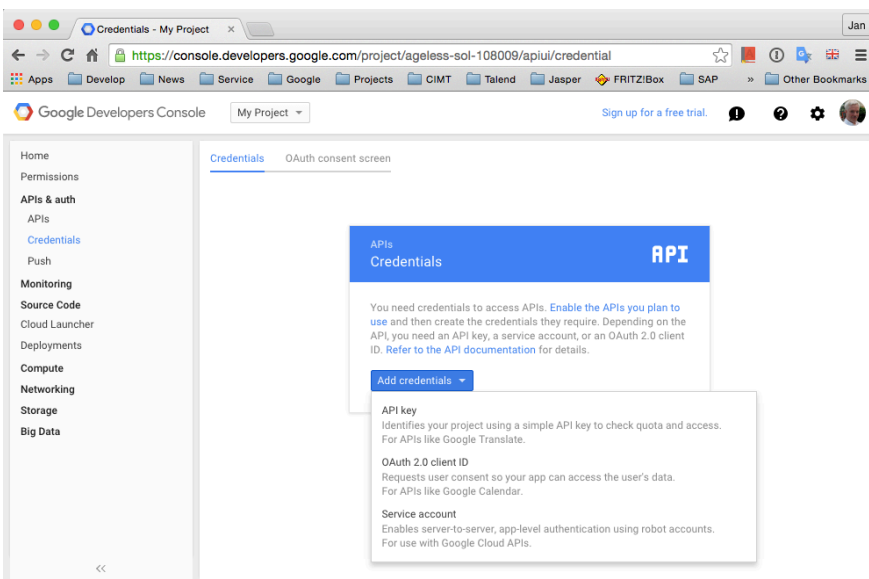 Credentials - My Project
Jan
https://console.developers.google.com/project/ageless-sol-108009/apiui/credential
Apps Develop News Service Google Projects CIMT Talend Jasper FRITZ!Box SAP » Other Bookmarks
Google Developers Console My Project Sign up for a free trial.
Home
Permissions
APIs & auth
APIs
Credentials
Push
Monitoring
Source Code
Cloud Launcher
Deployments
Compute
Networking
Storage
Big Data
Credentials OAuth consent screen
APIs
Credentials
API
You need credentials to access APIs. Enable the APIs you plan to
use and then create the credentials they require. Depending on the
API, you need an API key, a service account, or an OAuth 2.0 client
ID. Refer to the API documentation for details.
Add credentials
API key
Identifies your project using a simple API key to check quota and access.
For APIs like Google Translate.
OAuth 2.0 client ID
Requests user consent so your app can access the user's data.
For APIs like Google Calendar.
Service account
Enables server-to-server, app-level authentication using robot accounts.
For use with Google Cloud APIs.